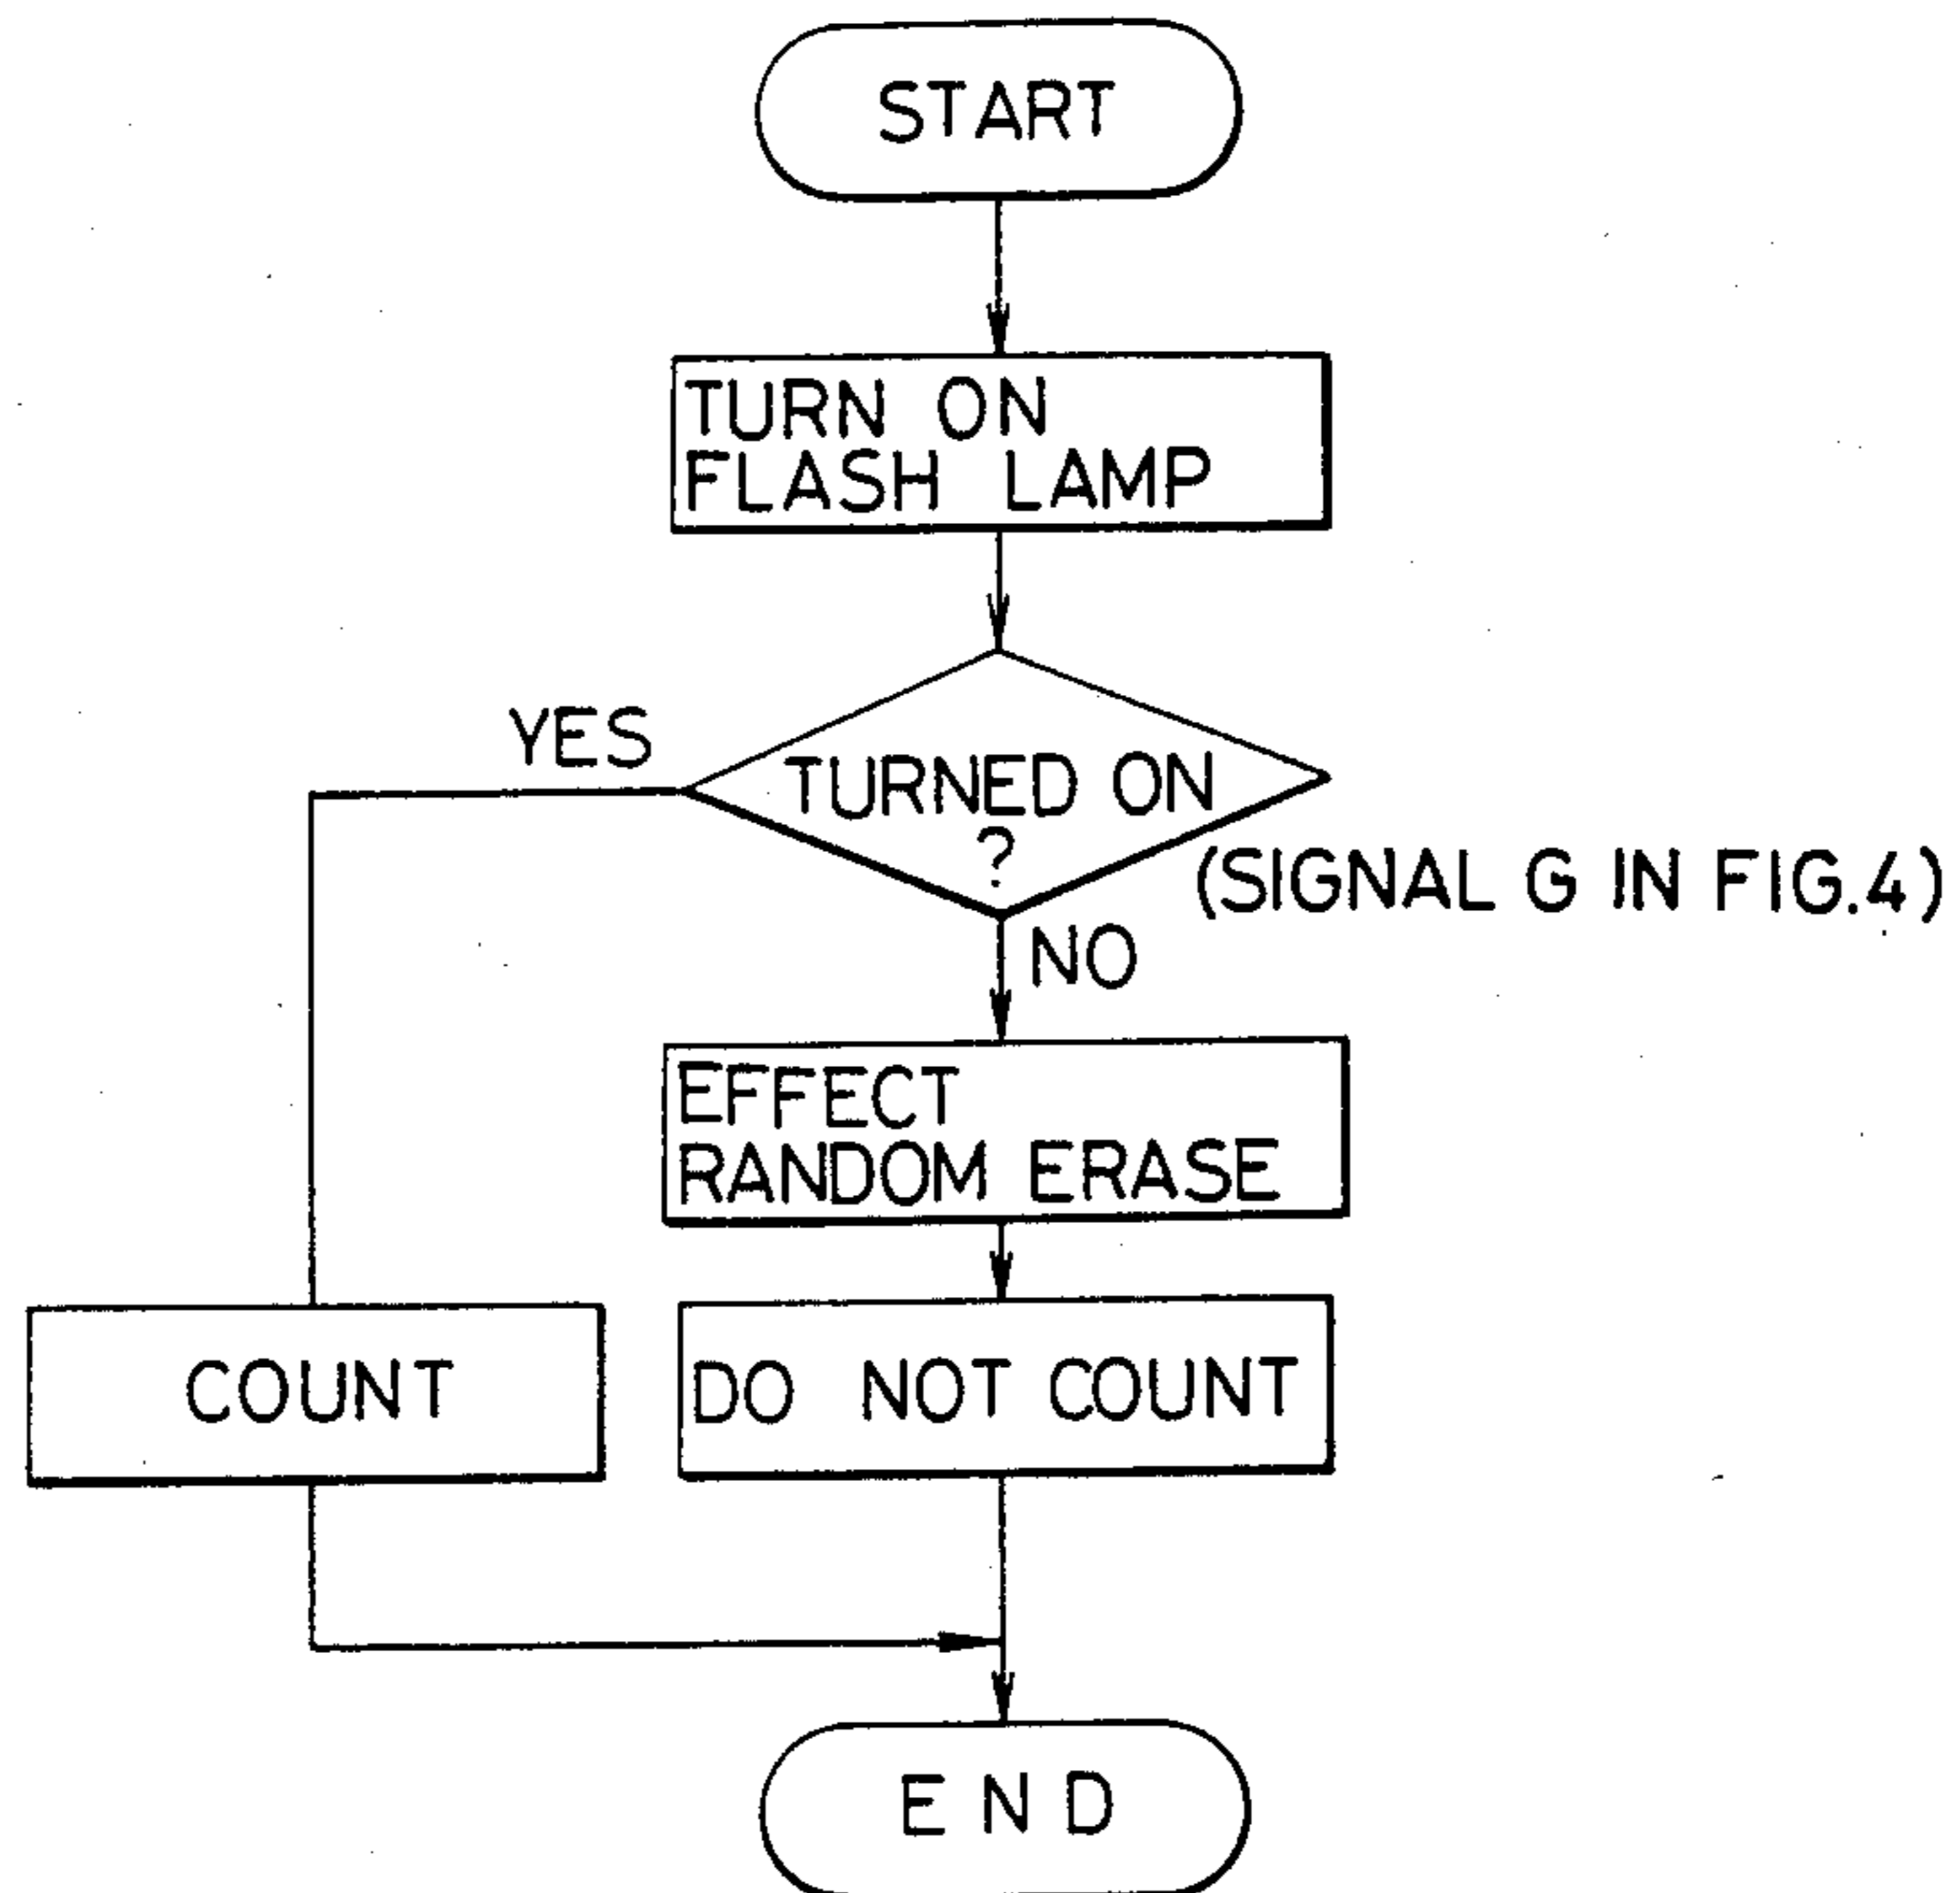 START
TURN ON
FLASH LAMP
YES
TURNED ON
?
(SIGNAL G IN FIG.4)
NO
EFFECT
RANDOM ERASE
COUNT
DO NOT COUNT
END